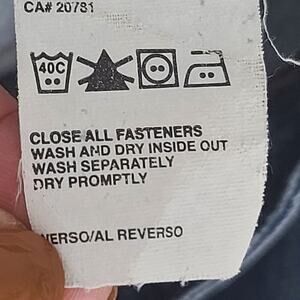 CA# 20781
40C
CLOSE ALL FASTENERS
WASH AND DRY INSIDE OUT
WASH SEPARATELY
DRY PROMPTLY
VERSO/AL REVERSO